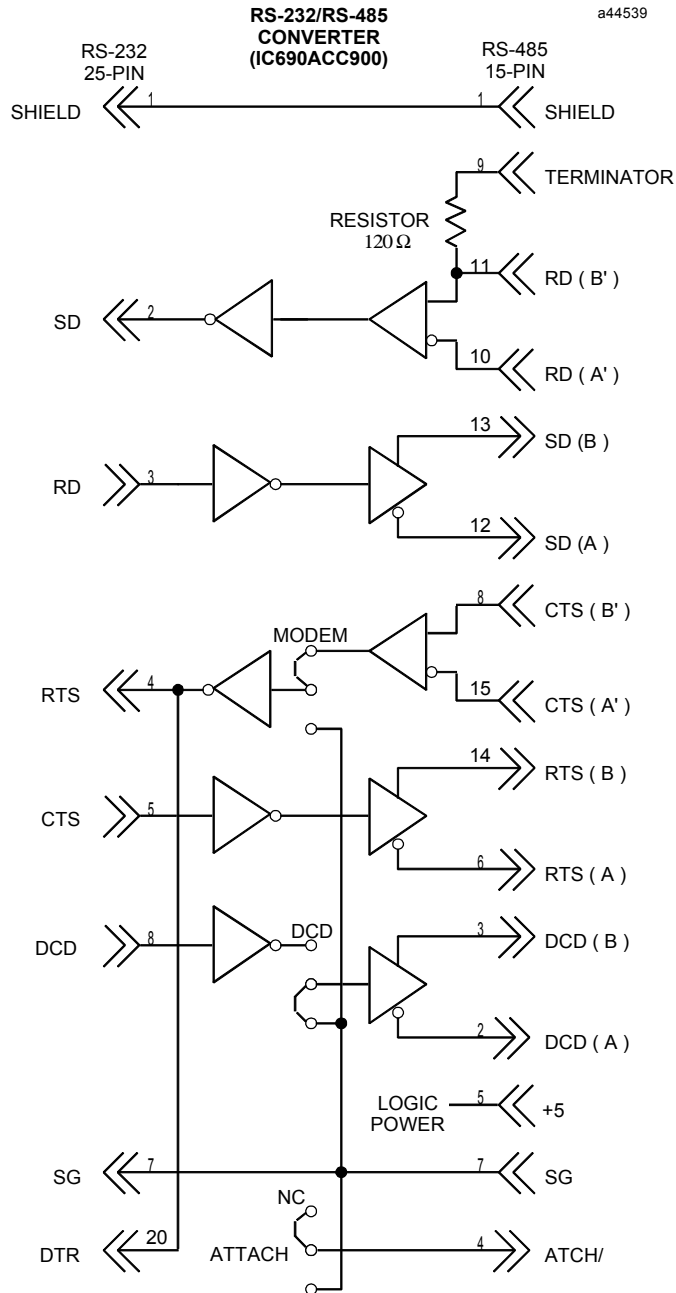 RS-232/RS-485
CONVERTER
(IC690ACC900)
a44539
RS-232
25-PIN
RS-485
15-PIN
SHIELD 1 1 SHIELD
9 TERMINATOR
RESISTOR
120 Ω
11 RD ( B' )
SD 2
10 RD ( A' )
13 SD (B )
RD 3
12 SD (A )
8 CTS ( B' )
MODEM
RTS 4 15 CTS ( A' )
14 RTS ( B )
CTS 5
6 RTS ( A )
DCD 8 DCD 3 DCD ( B )
2 DCD ( A )
LOGIC
POWER
5 +5
SG 7 7 SG
NC
DTR 20 ATTACH 4 ATCH/